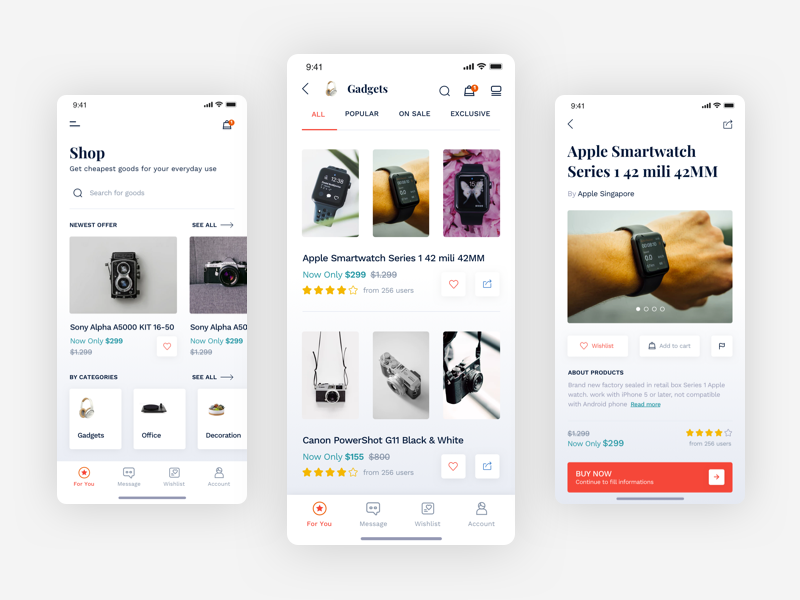 9:41
Shop
Get cheapest goods for your everyday use
Search for goods
NEWEST OFFER
SEE ALL
Sony Alpha A5000 KIT 16-50
Now Only $299
$1.299
Sony Alpha A50
Now Only $299
$1.299
BY CATEGORIES
SEE ALL
Gadgets
Office
Decoration
For You
Message
Wishlist
Account
9:41
Gadgets
ALL
POPULAR
ON SALE
EXCLUSIVE
Apple Smartwatch Series 1 42 mili 42MM
Now Only $299 $1.299
from 256 users
Canon PowerShot G11 Black & White
Now Only $155 $800
from 256 users
For You
Message
Wishlist
Account
9:41
Apple Smartwatch
Series 1 42 mili 42MM
By Apple Singapore
Wishlist
Add to cart
ABOUT PRODUCTS
Brand new factory sealed in retail box Series 1 Apple
watch. work with iPhone 5 or later, not compatible
with Android phone Read more
$1.299
Now Only $299
from 256 users
BUY NOW
Continue to fill informations